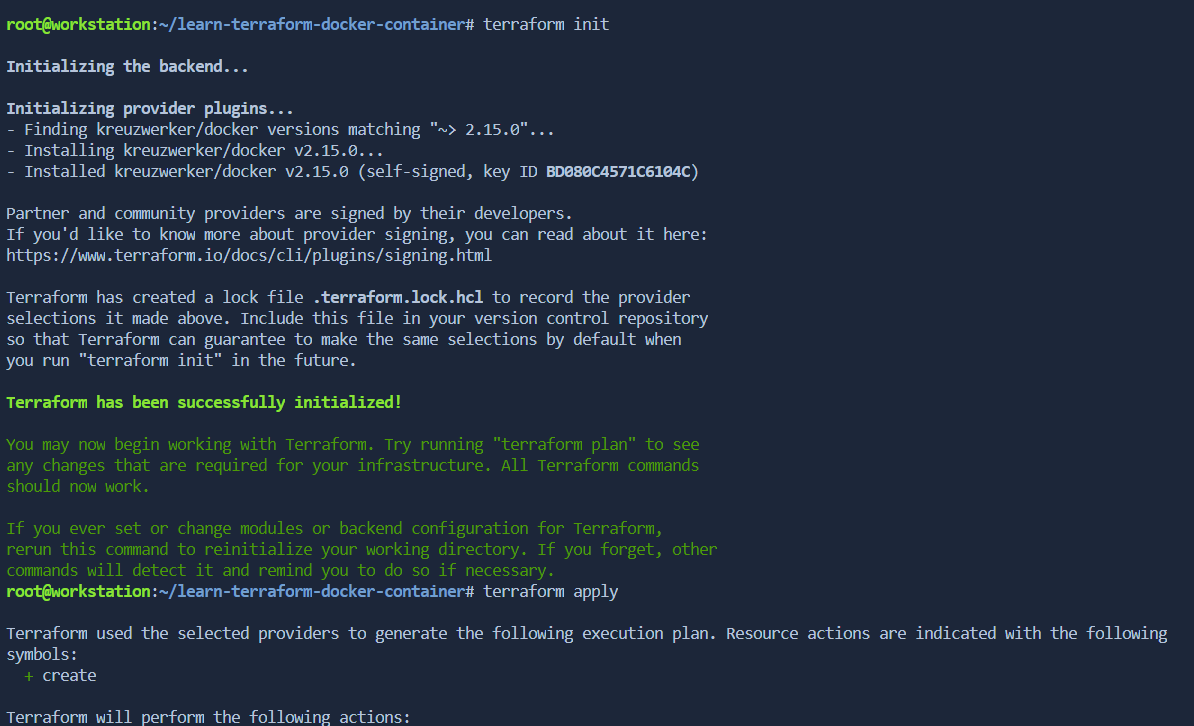 root@workstation:~/learn-terraform-docker-container# terraform init
Initializing the backend...
Initializing provider plugins...
- Finding kreuzwerker/docker versions matching "~> 2.15.0"...
- Installing kreuzwerker/docker v2.15.0...
- Installed kreuzwerker/docker v2.15.0 (self-signed, key ID BD080C4571C6104C)
Partner and community providers are signed by their developers.
If you'd like to know more about provider signing, you can read about it here:
https://www.terraform.io/docs/cli/plugins/signing.html
Terraform has created a lock file .terraform.lock.hcl to record the provider
selections it made above. Include this file in your version control repository
so that Terraform can guarantee to make the same selections by default when
you run "terraform init" in the future.
Terraform has been successfully initialized!
You may now begin working with Terraform. Try running "terraform plan" to see
any changes that are required for your infrastructure. All Terraform commands
should now work.
If you ever set or change modules or backend configuration for Terraform,
rerun this command to reinitialize your working directory. If you forget, other
commands will detect it and remind you to do so if necessary.
root@workstation:~/learn-terraform-docker-container# terraform apply
Terraform used the selected providers to generate the following execution plan. Resource actions are indicated with the following
symbols:
+ create
Terraform will perform the following actions: